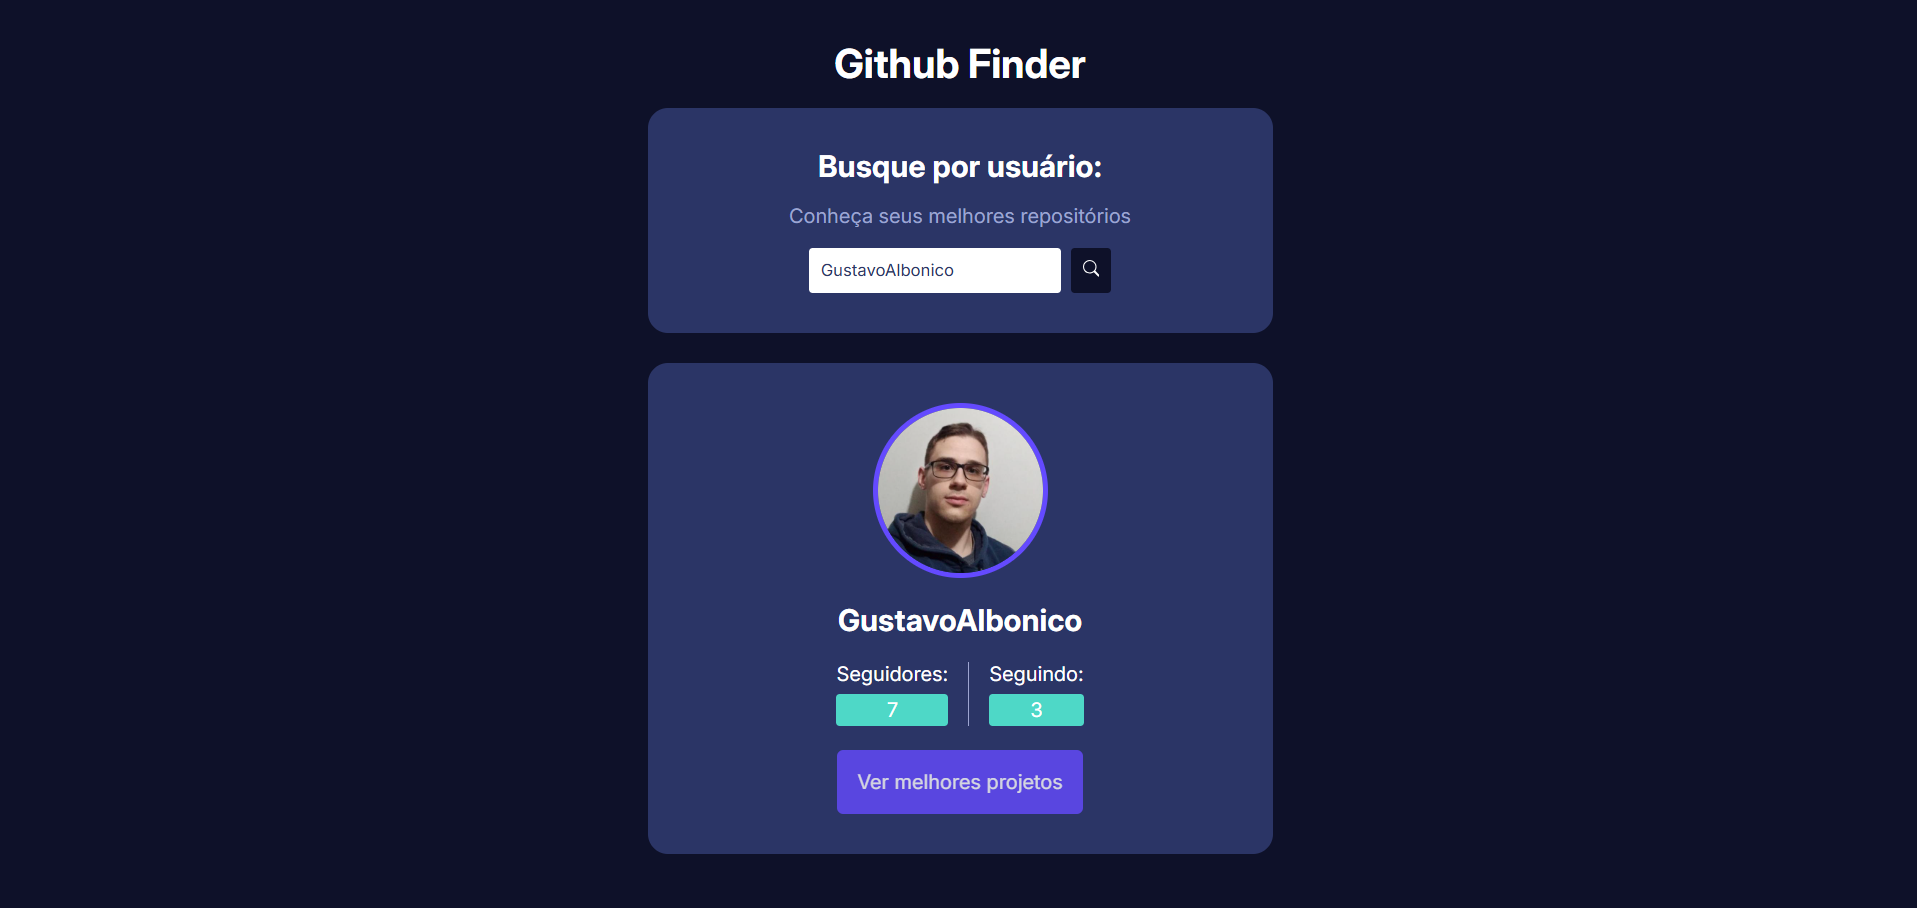 Github Finder
Busque por usuário:
Conheça seus melhores repositórios
GustavoAlbonico
GustavoAlbonico
Seguidores: Seguindo:
7 3
Ver melhores projetos